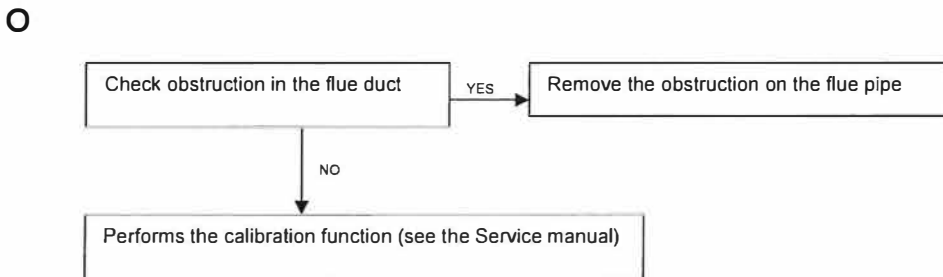 O
Check obstruction in the flue duct
YES
Remove the obstruction on the flue pipe
NO
Performs the calibration function (see the Service manual)